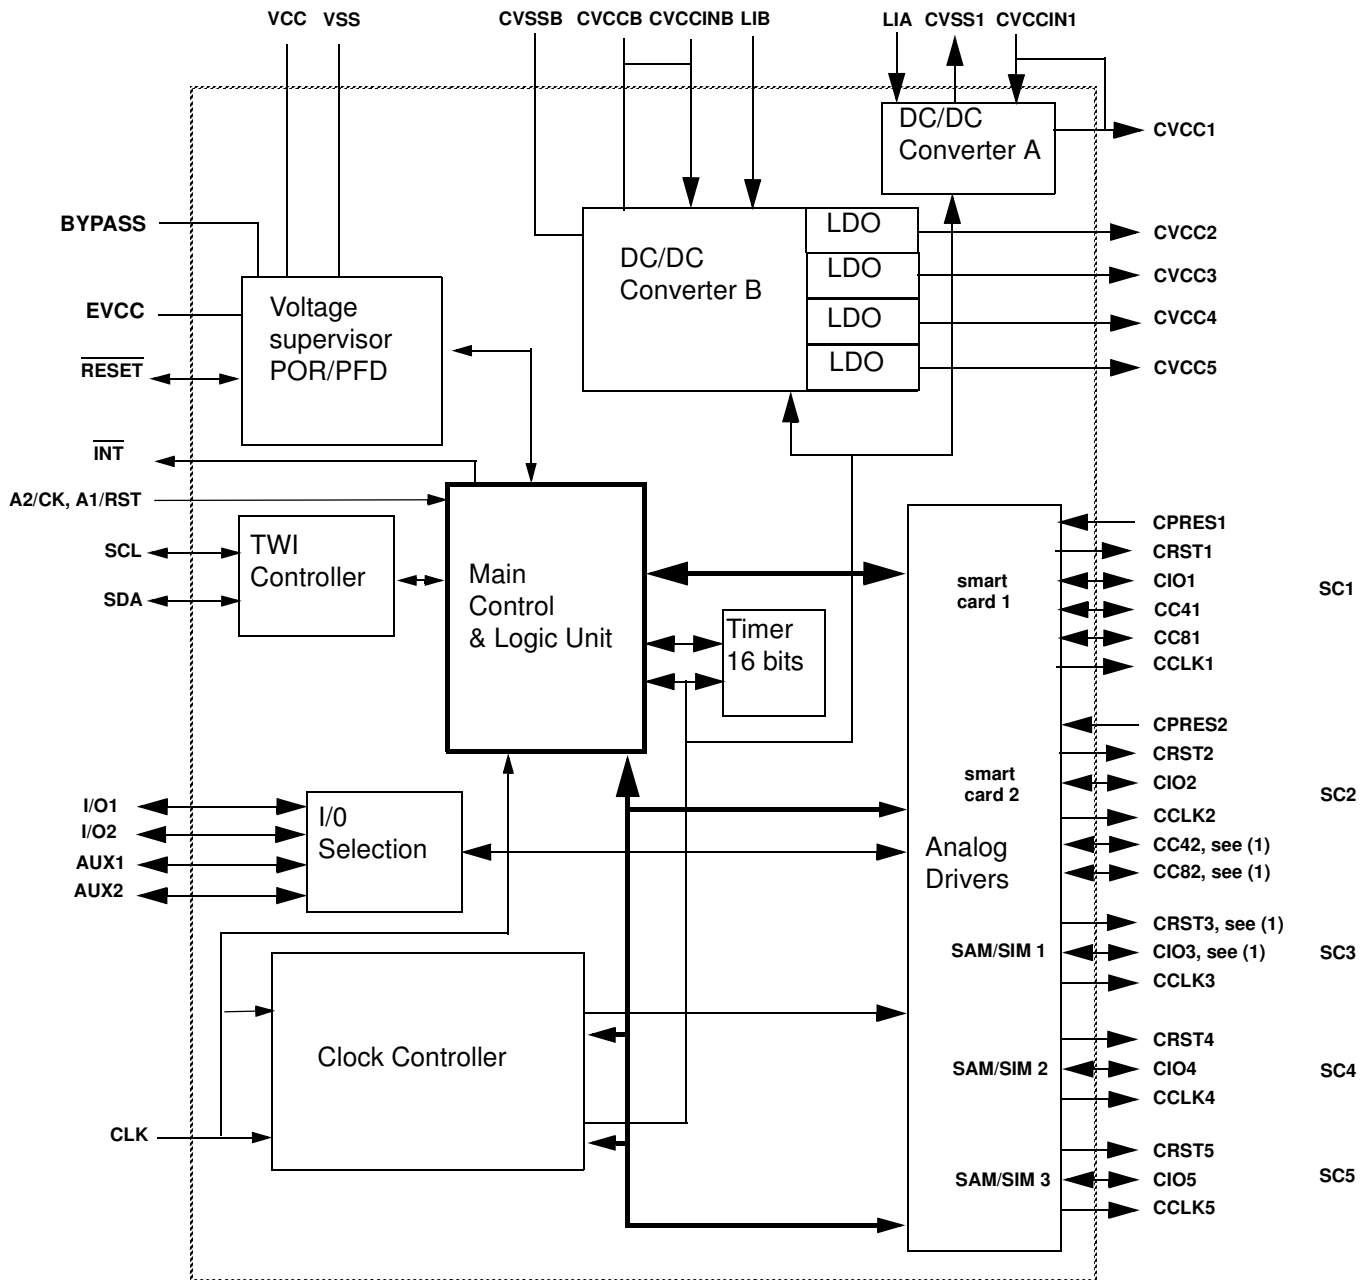 VCC VSS CVSSB CVCCB CVCCINB LIB LIA CVSS1 CVCCIN1
DC/DC
Converter A
CVCC1
BYPASS
DC/DC
Converter B
LDO
CVCC2
LDO
CVCC3
LDO
CVCC4
LDO
CVCC5
EVCC
Voltage
supervisor
POR/PFD
RESET
INT
A2/CK, A1/RST
SCL
SDA
TWI
Controller
Main
Control
& Logic Unit
Timer
16 bits
smart
card 1
CPRES1
CRST1
CIO1
CC41
CC81
CCLK1
SC1
smart
card 2
CPRES2
CRST2
CIO2
CCLK2
CC42, see (1)
CC82, see (1)
SC2
I/O1
I/O2
AUX1
AUX2
I/0
Selection
Analog
Drivers
SAM/SIM 1
CRST3, see (1)
CIO3, see (1)
CCLK3
SC3
Clock Controller
SAM/SIM 2
CRST4
CIO4
CCLK4
SC4
CLK
SAM/SIM 3
CRST5
CIO5
CCLK5
SC5